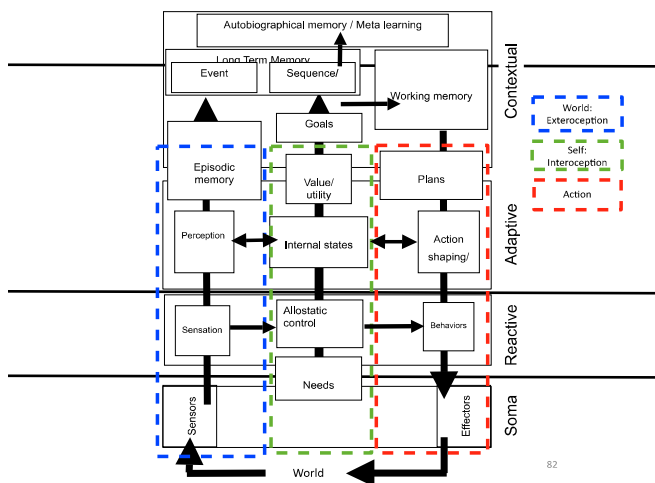 Autobiographical memory / Meta learning
Long Term Memory
Event
Sequence/
Working memory
Goals
Contextual
World:
Exteroception
Self:
Interoception
Action
Episodic
memory
Value/
utility
Plans
Perception
Internal states
Action
shaping/
Adaptive
Sensation
Allostatic
control
Behaviors
Reactive
Needs
Sensors
Effectors
Soma
World
82